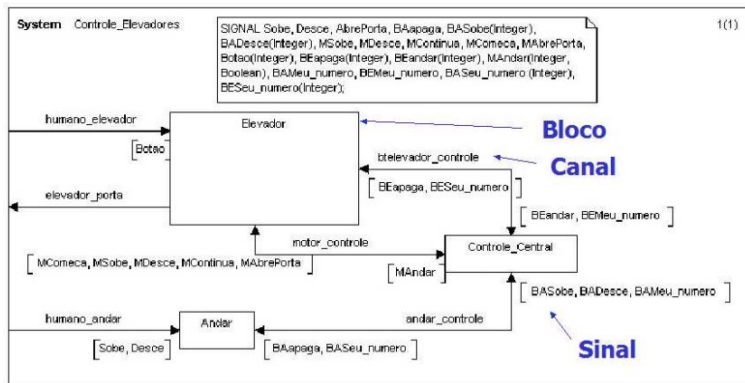 System Controle_Elevadores
1(1)
SIGNAL Sobe, Desce, AbrePorta, BAapaga, BASobe(Integer),
BADesce(Integer), MSobe, MDesce, MContinua, MComeca, MAbrePorta,
Botao(Integer), BEapaga(Integer), BEandar(Integer), MAndar(Integer,
Boolean), BAMeu_numero, BEMeu_numero, BASeu_numero (Integer),
BESeu_numero(Integer);
humano_elevador
Elevador
Bloco
[Botao]
btelevador_controle
Canal
elevador_porta
[BEapaga, BESeu_numero]
[BEandar, BEMeu_numero]
motor_controle
Controle_Central
[MComeca, MSobe, MDesce, MContinua, MAbrePorta]
[MAndar]
[BASobe, BADesce, BAMeu_numero]
humano_andar
Andar
andar_controle
[Sobe, Desce]
[BAapaga, BASeu_numero]
Sinal